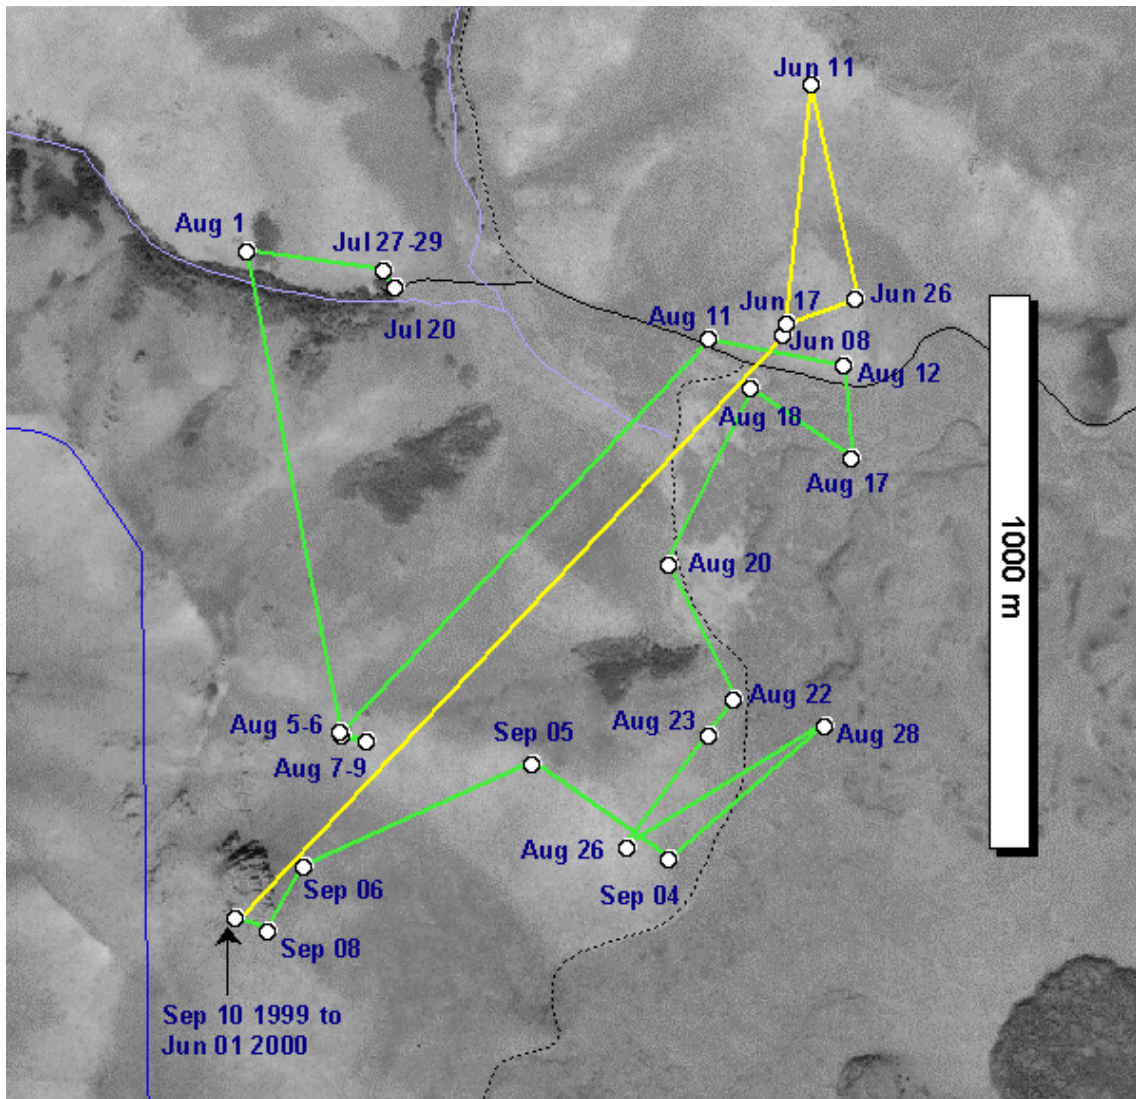 Jun 11
Aug 1
Jul 27-29
Jul 20
Jun 26
Jun 17
Aug 11
Jun 08
Aug 12
Aug 18
Aug 17
1000 m
Aug 20
Aug 22
Aug 5-6
Aug 23
Aug 28
Sep 05
Aug 7-9
Aug 26
Sep 04
Sep 06
Sep 08
Sep 10 1999 to
Jun 01 2000